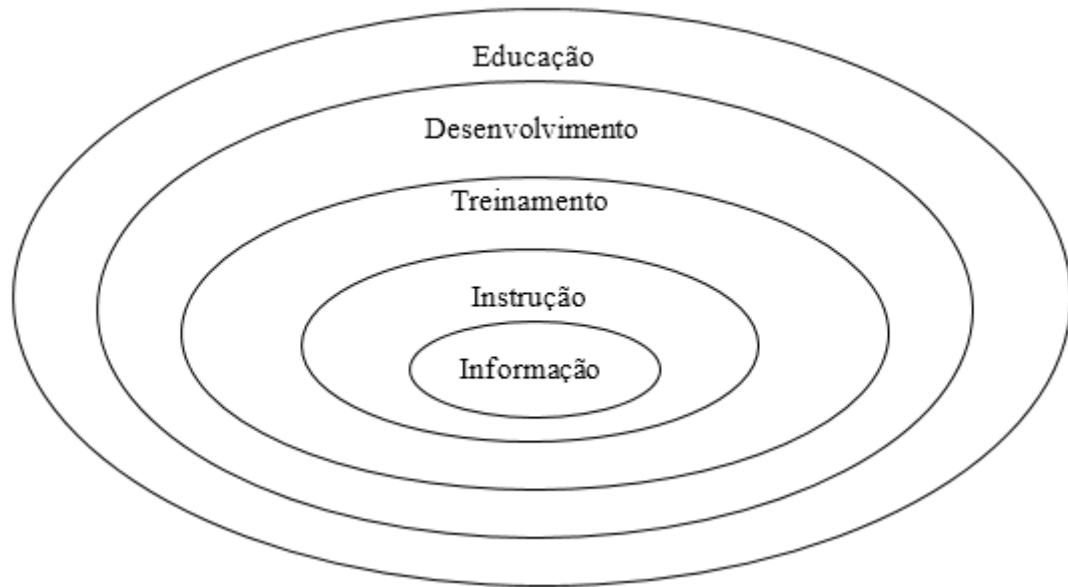 Educação
Desenvolvimento
Treinamento
Instrução
Informação